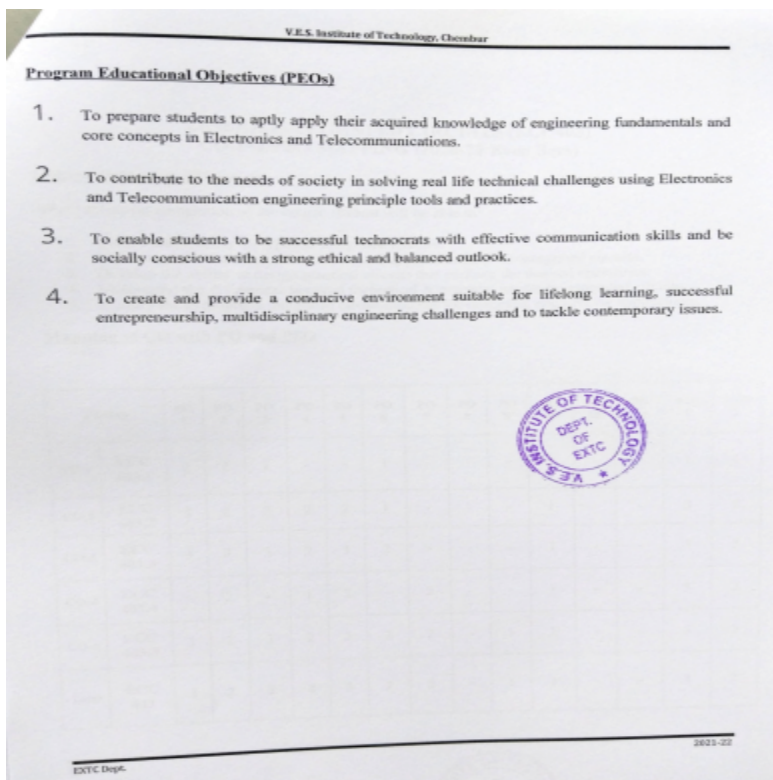 V.E.S. Institute of Technology, Chembur
Program Educational Objectives (PEOs)
1. To prepare students to aptly apply their acquired knowledge of engineering fundamentals and
core concepts in Electronics and Telecommunications.
2. To contribute to the needs of society in solving real life technical challenges using Electronics
and Telecommunication engineering principle tools and practices.
3. To enable students to be successful technocrats with effective communication skills and be
socially conscious with a strong ethical and balanced outlook.
4. To create and provide a conducive environment suitable for lifelong learning, successful
entrepreneurship, multidisciplinary engineering challenges and to tackle contemporary issues.
V.E.S. INSTITUTE OF TECHNOLOGY ★
DEPT.
OF
EXTC
2021-22
EXTC Dept.